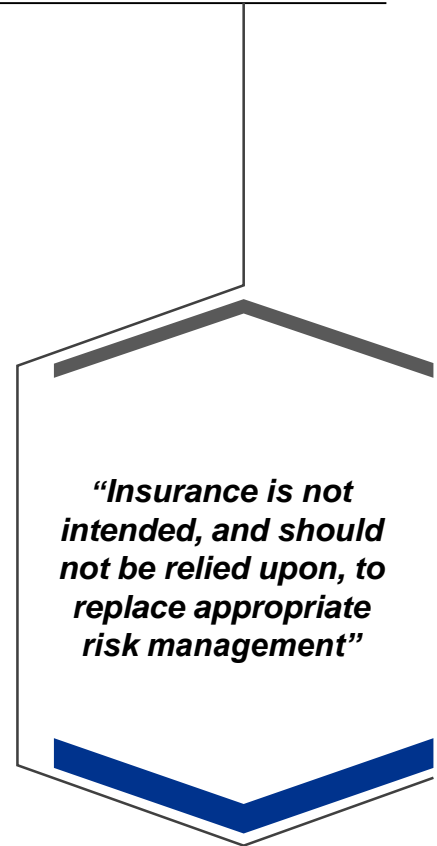 “Insurance is not
intended, and should
not be relied upon, to
replace appropriate
risk management”